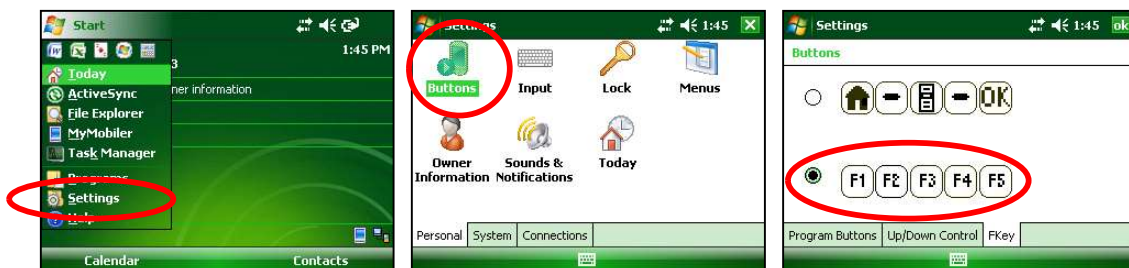 Start
1:45 PM
3
Today
ner information
ActiveSync
File Explorer
MyMobiler
Task Manager
Programs
Settings
Help
Calendar
Contacts
Settings
1:45
Buttons
Input
Lock
Menus
Owner Information
Sounds & Notifications
Today
Personal
System
Connections
Settings
1:45
ok
Buttons
OK
F1
F2
F3
F4
F5
Program Buttons
Up/Down Control
FKey